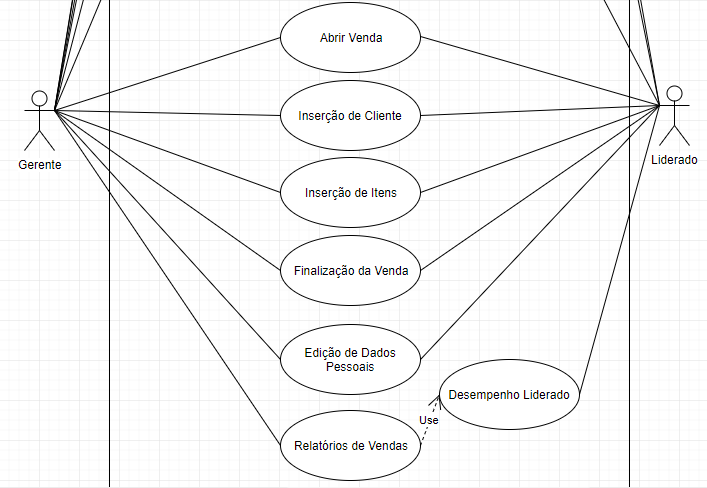 Abrir Venda
Inserção de Cliente
Gerente
Liderado
Inserção de Itens
Finalização da Venda
Edição de Dados
Pessoais
Desempenho Liderado
Use
Relatórios de Vendas